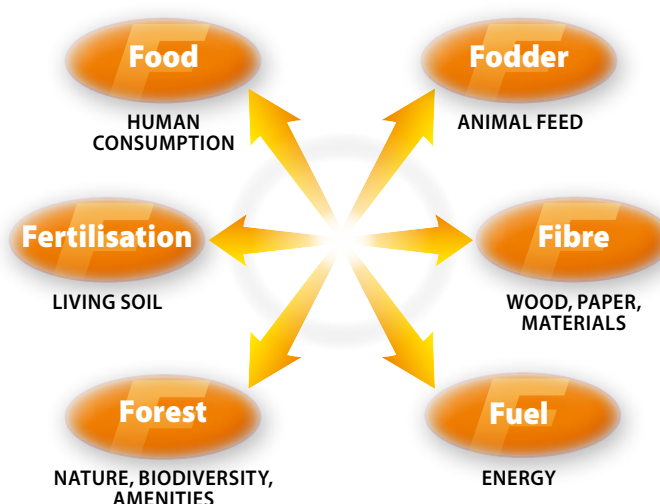 Food
HUMAN
CONSUMPTION
Fodder
ANIMAL FEED
Fertilisation
LIVING SOIL
Fibre
WOOD, PAPER,
MATERIALS
Forest
NATURE, BIODIVERSITY,
AMENITIES
Fuel
ENERGY